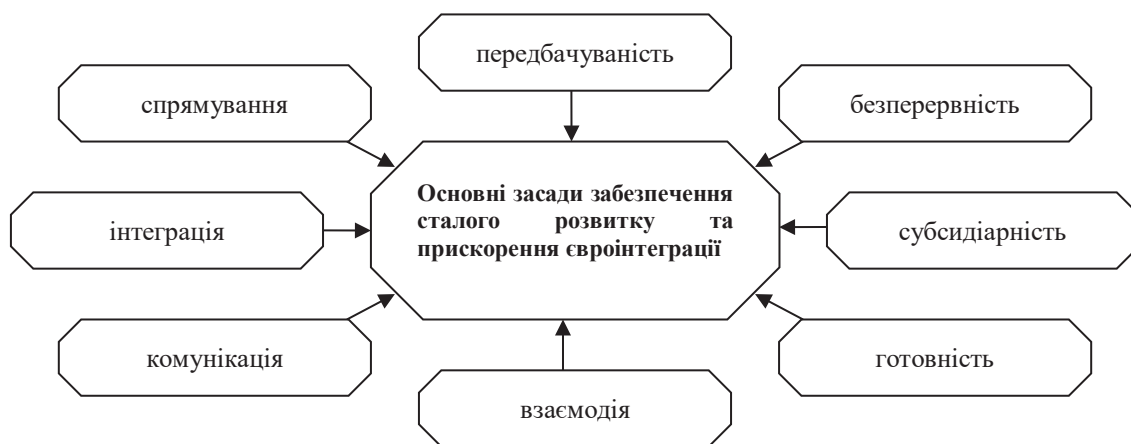 передбачуваність
спрямування
безперервність
Основні засади забезпечення
сталого розвитку та
прискорення євроінтеграції
інтеграція
субсидіарність
комунікація
готовність
взаємодія